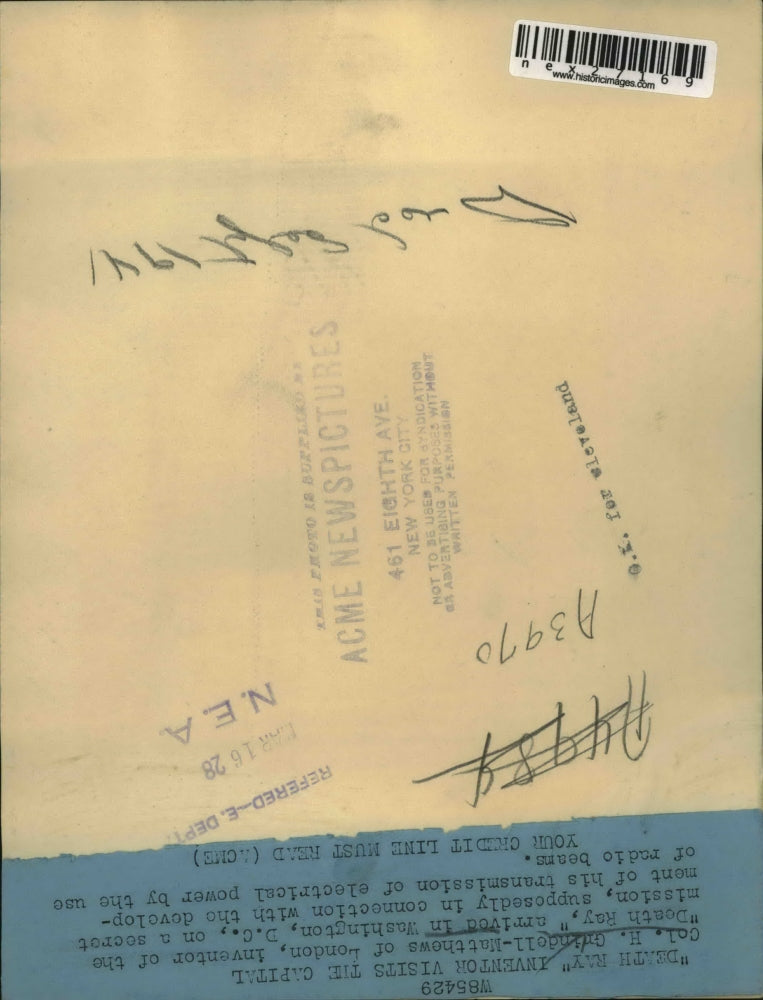 W85429
"DEATH RAY" INVENTOR VISITS THE CAPITAL
Col. H. Grindell-Matthews of London, inventor of the
"Death Ray," arrived in Washington, D.C., on a secret
mission, supposedly in connection with the develop-
ment of his transmission of electrical power by the use
of radio beams.
YOUR CREDIT LINE MUST READ (ACME)
REFERED-E. DEPT.
MAR 16 28
N.E.A
A4984
A3970
O.K. for Cleveland
THIS PHOTO IS SUPPLIED BY
ACME NEWSPICTURES
461 EIGHTH AVE.
NEW YORK CITY
NOT TO BE USED FOR SYNDICATION
OR ADVERTISING PURPOSES WITHOUT
WRITTEN PERMISSION
1941
nex27169
www.historicimages.com